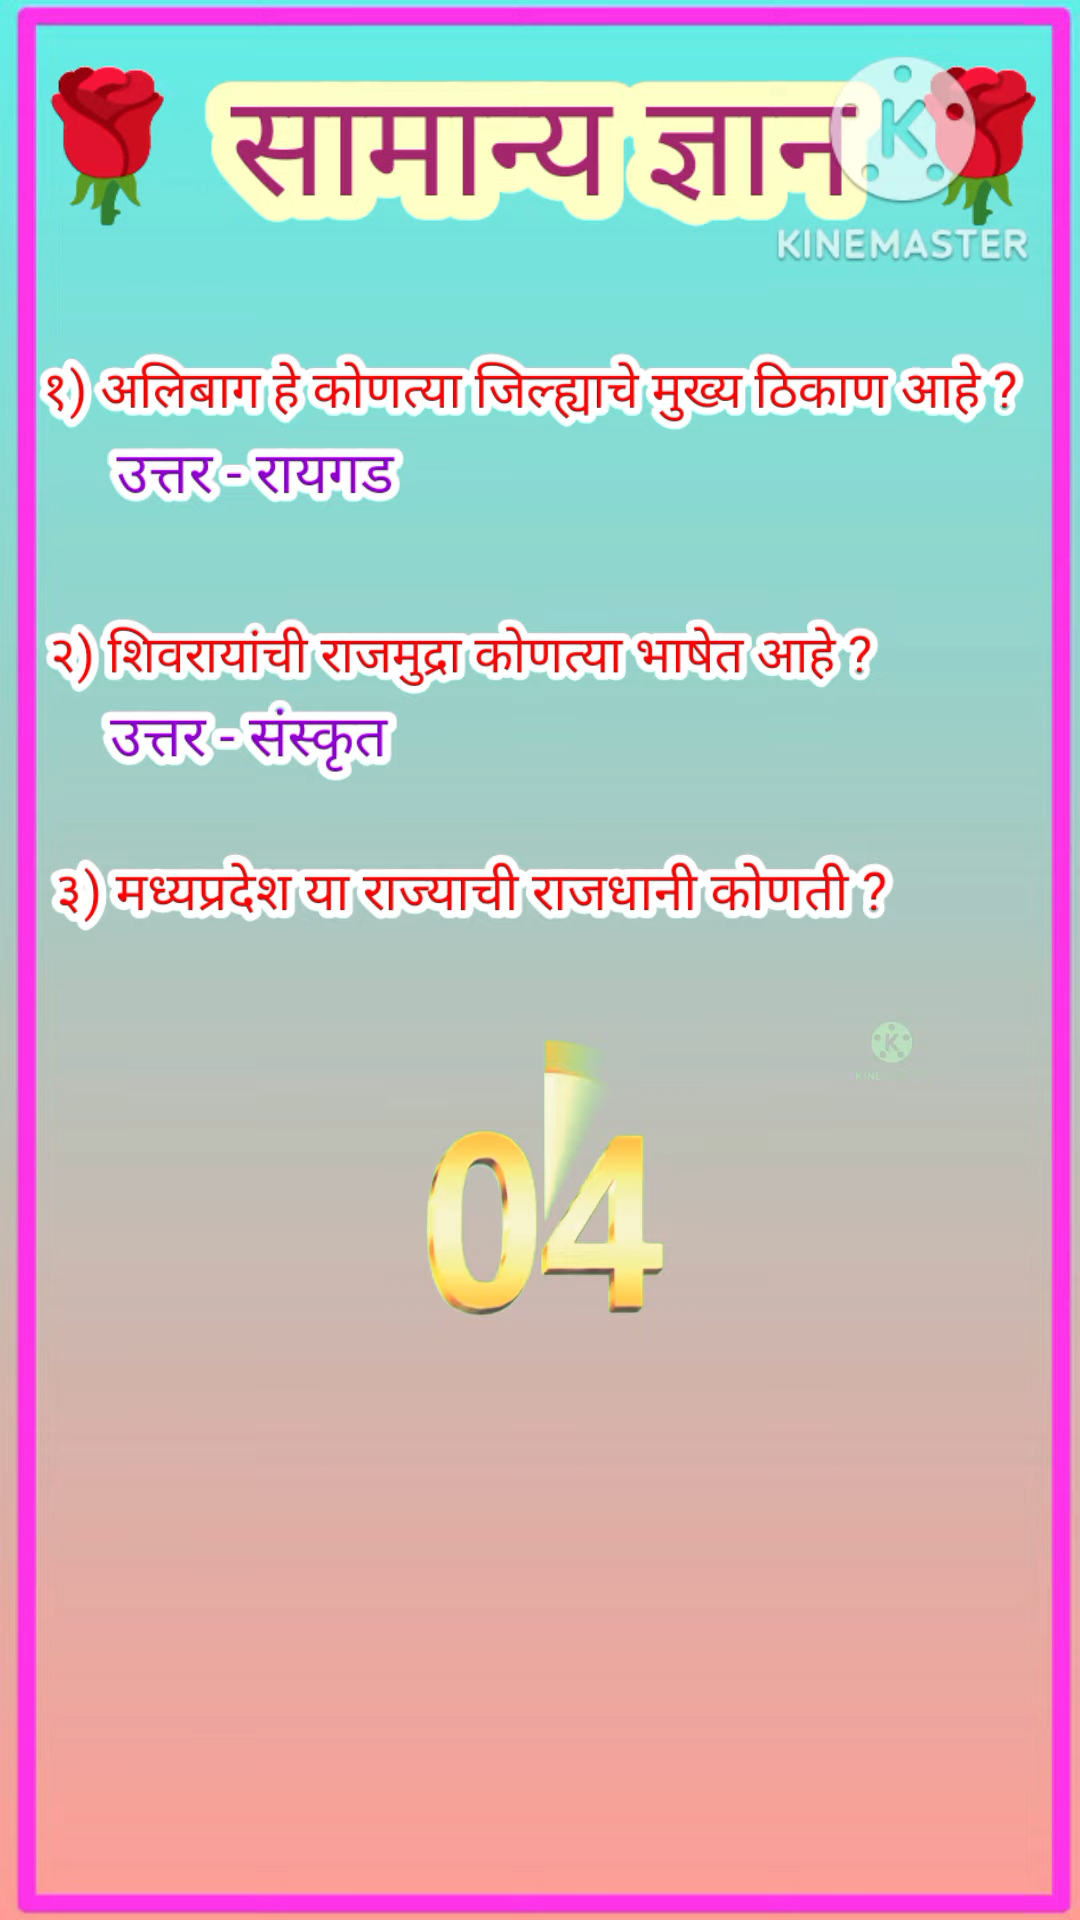 सामान्य ज्ञान
KINEMASTER
१) अलिबाग हे कोणत्या जिल्ह्याचे मुख्य ठिकाण आहे ?
उत्तर - रायगड
२) शिवरायांची राजमुद्रा कोणत्या भाषेत आहे ?
उत्तर - संस्कृत
३) मध्यप्रदेश या राज्याची राजधानी कोणती ?
04